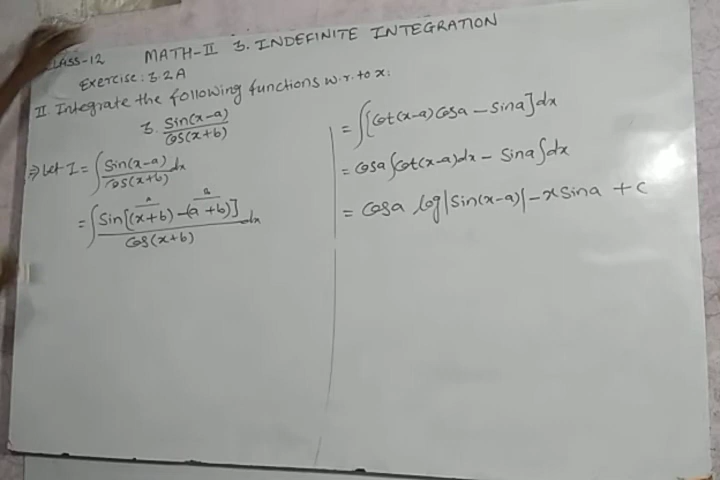 CLASS-12 MATH-II 3. INDEFINITE INTEGRATION
Exercise: 3.2A
II. Integrate the following functions w.r. to x.
3. Sin(x-a)/Cos(x+b)
⇒ Let I = ∫ Sin(x-a)/Cos(x+b) dx
= ∫ Sin[(x+b)-(a+b)]/Cos(x+b) dx
A B
= ∫[Cot(x-a) Cosa - Sina] dx
= Cosa ∫Cot(x-a) dx - Sina ∫dx
= Cosa log|Sin(x-a)| - x Sina + C